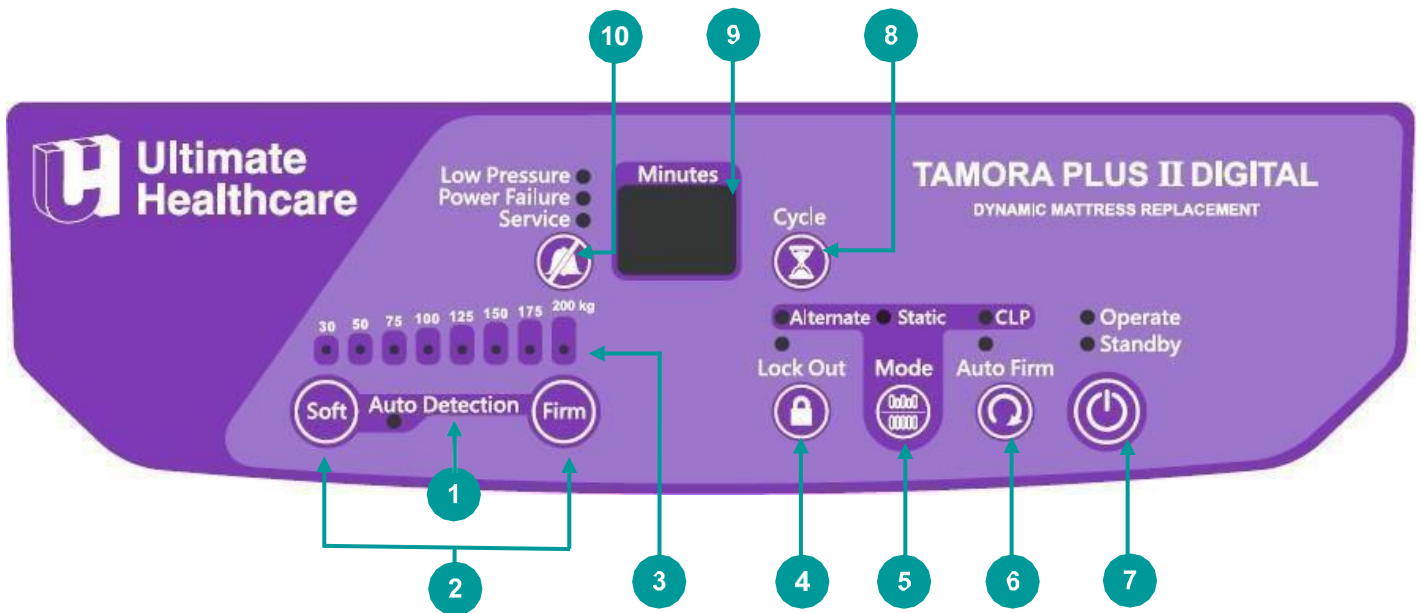 10
9
8
Ultimate
Healthcare
Low Pressure
Power Failure
Service
Minutes
Cycle
TAMORA PLUS II DIGITAL
DYNAMIC MATTRESS REPLACEMENT
30 50 75 100 125 150 175 200 kg
Soft
Auto Detection
Firm
Alternate Static CLP
Lock Out
Mode
Auto Firm
Operate
Standby
1
2
3
4
5
6
7